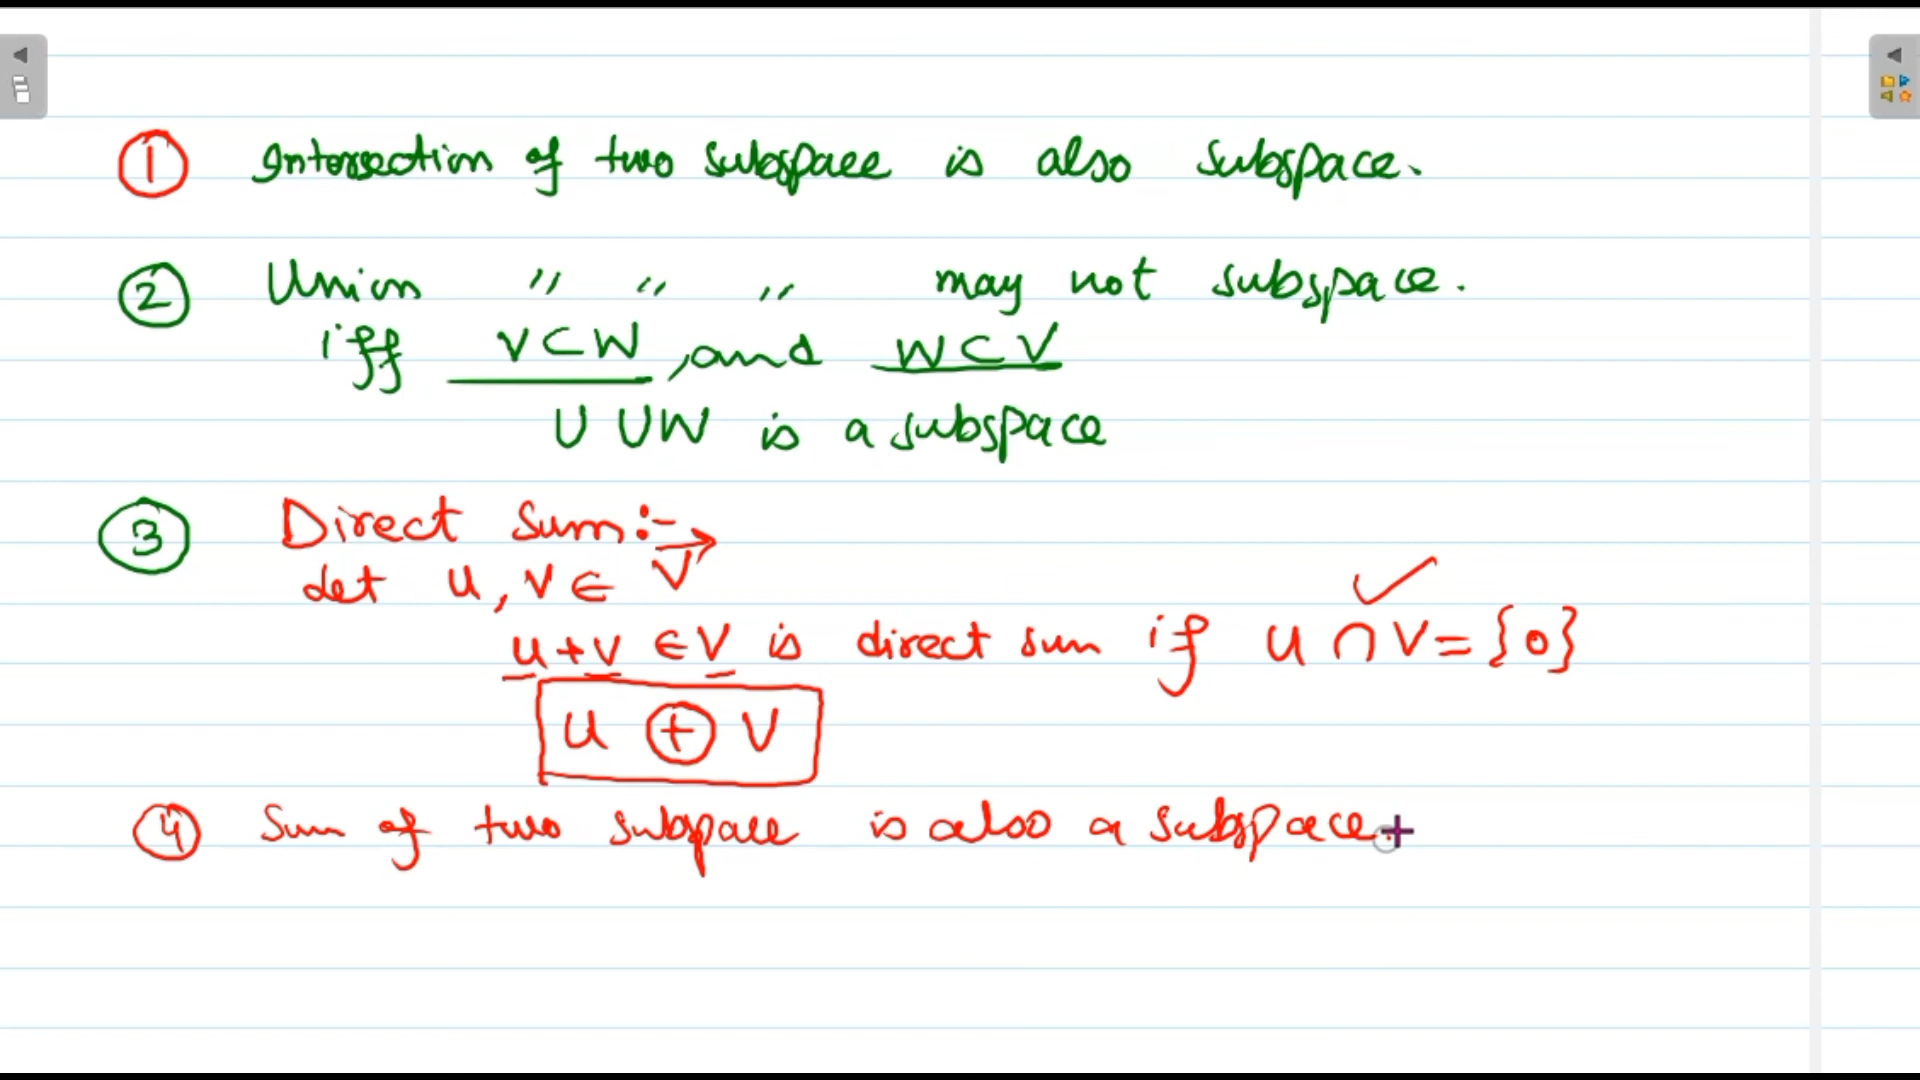 ① Intersection of two subspace is also subspace.
② Union " " " may not subspace.
iff V⊂W, and W⊂V
U ∪ W is a subspace
③ Direct Sum:-
Let U, V ∈ V
U + V ∈ V is direct sum if U ∩ V = {0}
U ⊕ V
④ Sum of two subspace is also a subspace.